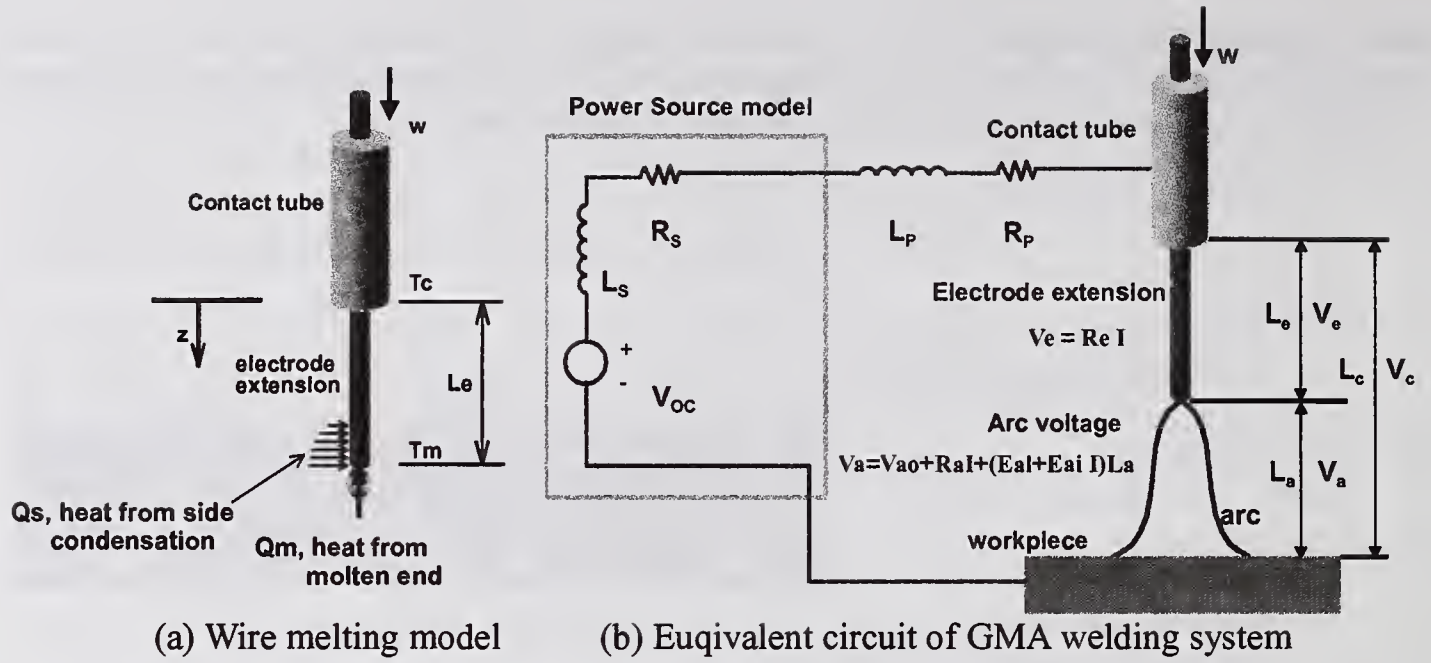 w
Contact tube
Tc
z
electrode
extension
Le
Tm
Qs, heat from side
condensation
Qm, heat from
molten end
(a) Wire melting model
Power Source model
RS
LS
+
-
VOC
LP
RP
w
Contact tube
Electrode extension
Ve = Re I
Le
Ve
Lc
Vc
Arc voltage
Va=Vao+RaI+(Eal+Eai I)La
La
Va
arc
workpiece
(b) Euqivalent circuit of GMA welding system